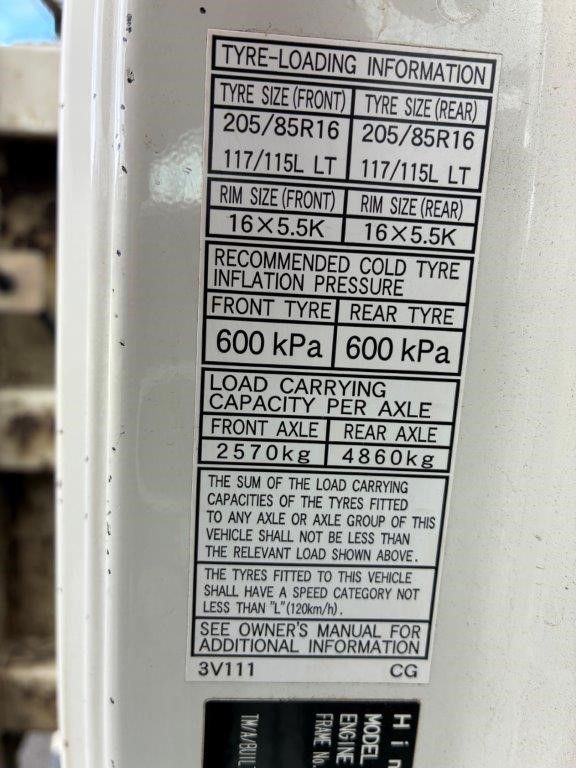 TYRE-LOADING INFORMATION
TYRE SIZE (FRONT) TYRE SIZE (REAR)
205/85R16 205/85R16
117/115L LT 117/115L LT
RIM SIZE (FRONT) RIM SIZE (REAR)
16×5.5K 16×5.5K
RECOMMENDED COLD TYRE
INFLATION PRESSURE
FRONT TYRE REAR TYRE
600 kPa 600 kPa
LOAD CARRYING
CAPACITY PER AXLE
FRONT AXLE REAR AXLE
2570kg 4860kg
THE SUM OF THE LOAD CARRYING
CAPACITIES OF THE TYRES FITTED
TO ANY AXLE OR AXLE GROUP OF THIS
VEHICLE SHALL NOT BE LESS THAN
THE RELEVANT LOAD SHOWN ABOVE.
THE TYRES FITTED TO THIS VEHICLE
SHALL HAVE A SPEED CATEGORY NOT
LESS THAN "L"(120km/h).
SEE OWNER'S MANUAL FOR
ADDITIONAL INFORMATION
3V111 CG
Hin
MODEL
ENGINE
FRAME No.
TM/A/BUIL